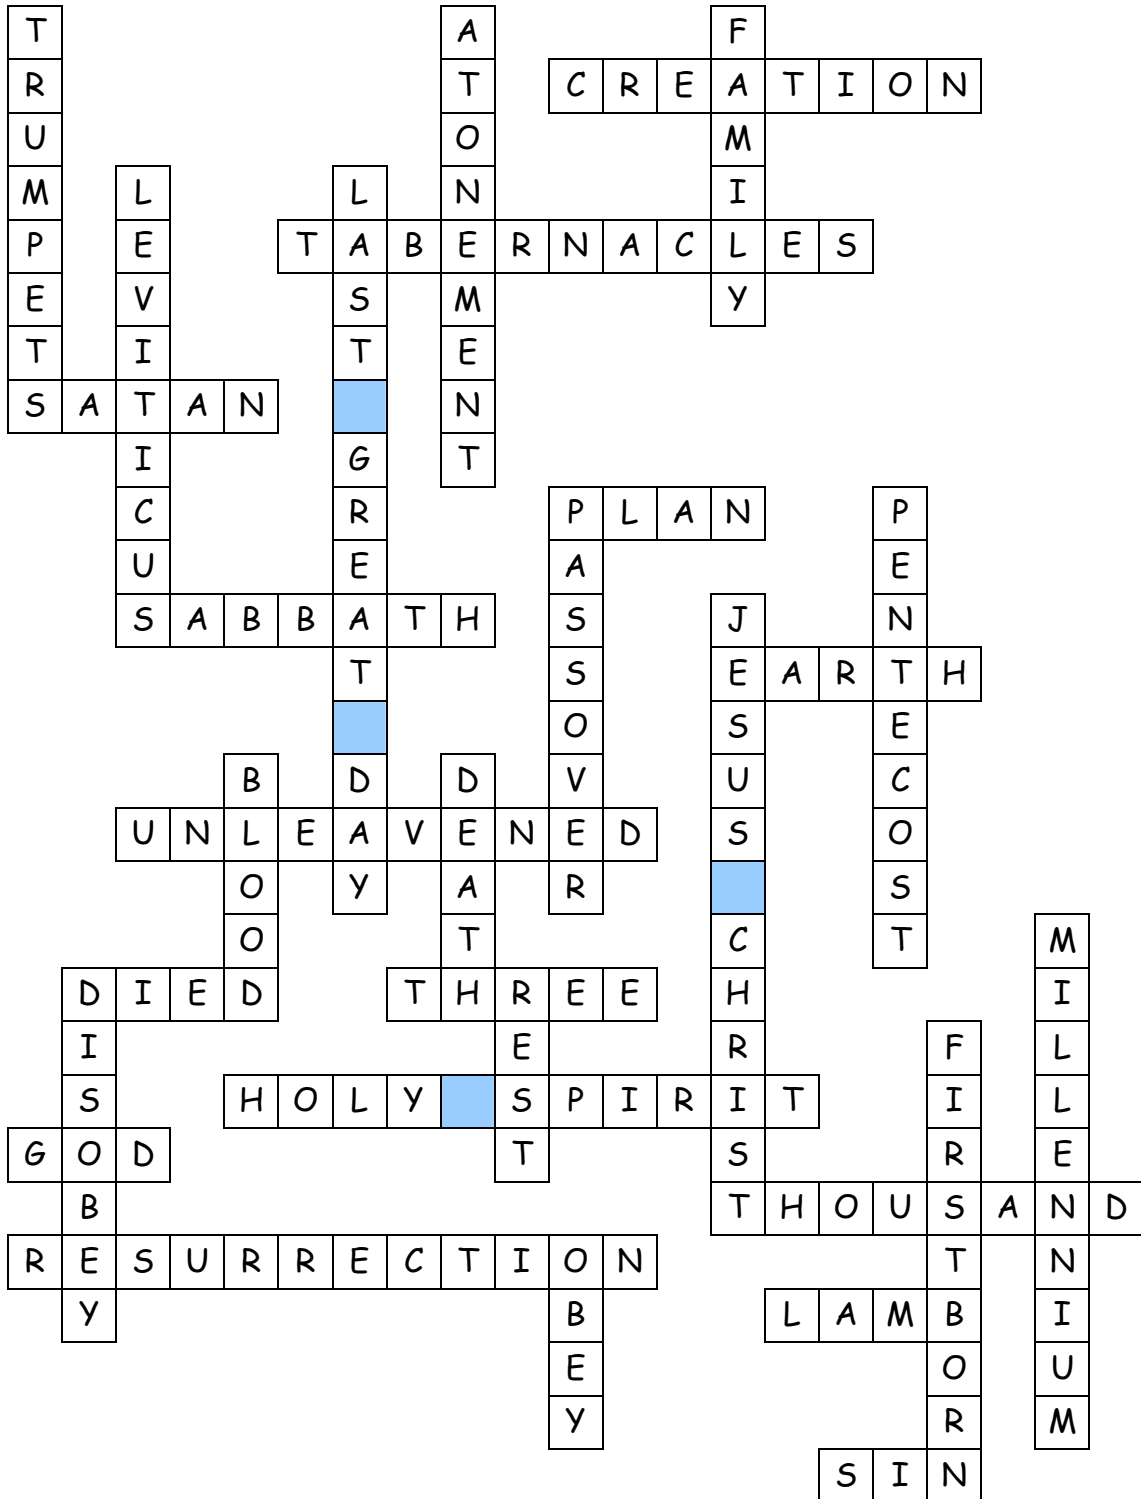 TRUMPETS
ATONEMENT
FAMILY
CREATION
LEVITICUS
LAST GREAT DAY
TABERNACLES
SATAN
PLAN
PASSOVER
PENTECOST
SABBATH
JESUS CHRIST
EARTH
BLOOD
DEATH
UNLEAVENED
MILLENNIUM
DIED
DISOBEY
THREE
REST
FIRSTBORN
HOLY SPIRIT
GOD
THOUSAND
RESURRECTION
OBEY
LAMB
SIN